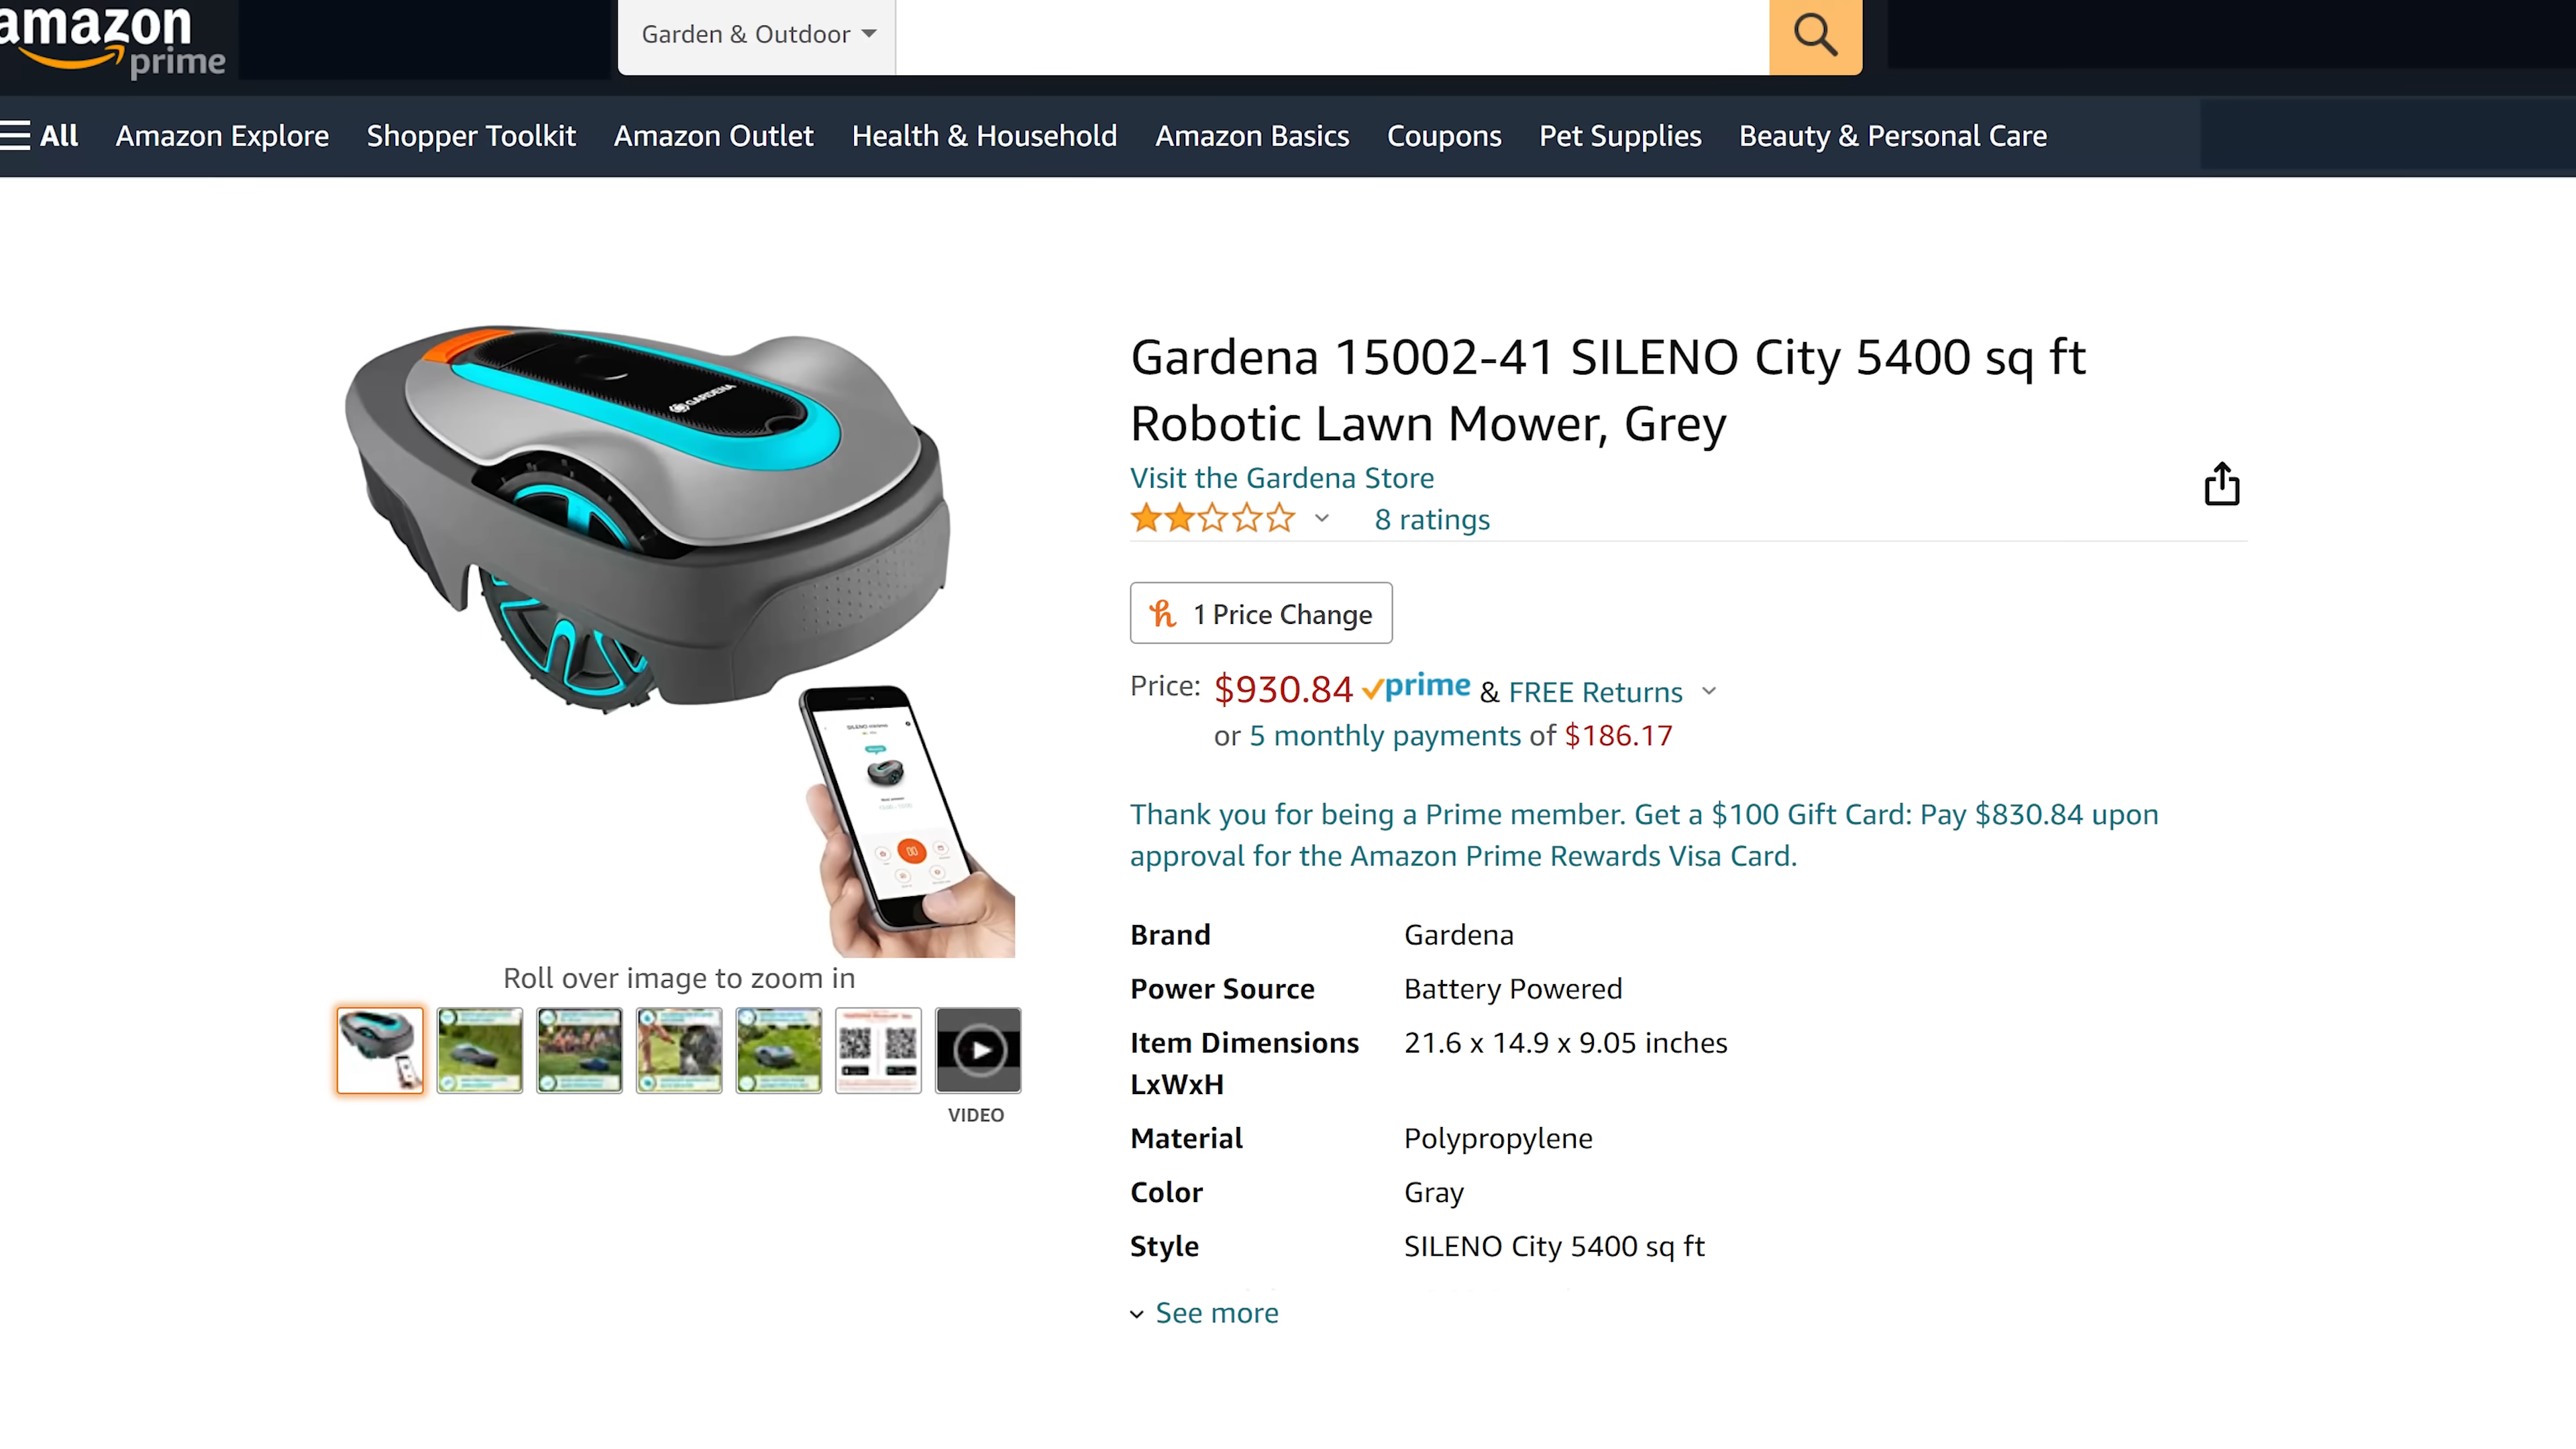 amazon
prime
Garden & Outdoor
All Amazon Explore Shopper Toolkit Amazon Outlet Health & Household Amazon Basics Coupons Pet Supplies Beauty & Personal Care
GARDENA
Gardena 15002-41 SILENO City 5400 sq ft
Robotic Lawn Mower, Grey
Visit the Gardena Store
8 ratings
1 Price Change
Price: $930.84 prime & FREE Returns
or 5 monthly payments of $186.17
Thank you for being a Prime member. Get a $100 Gift Card: Pay $830.84 upon
approval for the Amazon Prime Rewards Visa Card.
Roll over image to zoom in
VIDEO
Brand Gardena
Power Source Battery Powered
Item Dimensions 21.6 x 14.9 x 9.05 inches
LxWxH
Material Polypropylene
Color Gray
Style SILENO City 5400 sq ft
See more